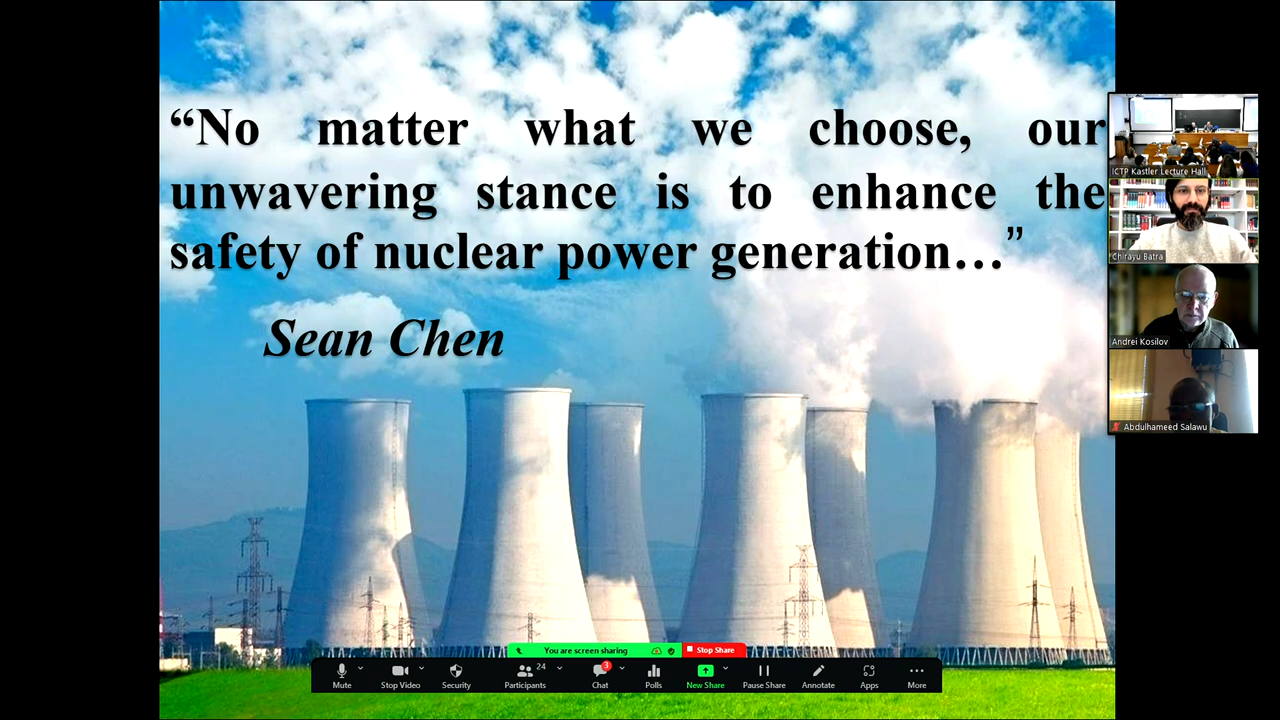 “No matter what we choose, our
unwavering stance is to enhance the
safety of nuclear power generation…”
Sean Chen
ICTP Kastler Lecture Hall
Chirayu Batra
Andrei Kosilov
Abdulhameed Salawu
You are screen sharing
Stop Share
24
3
Mute
Stop Video
Security
Participants
Chat
Polls
New Share
Pause Share
Annotate
Apps
More